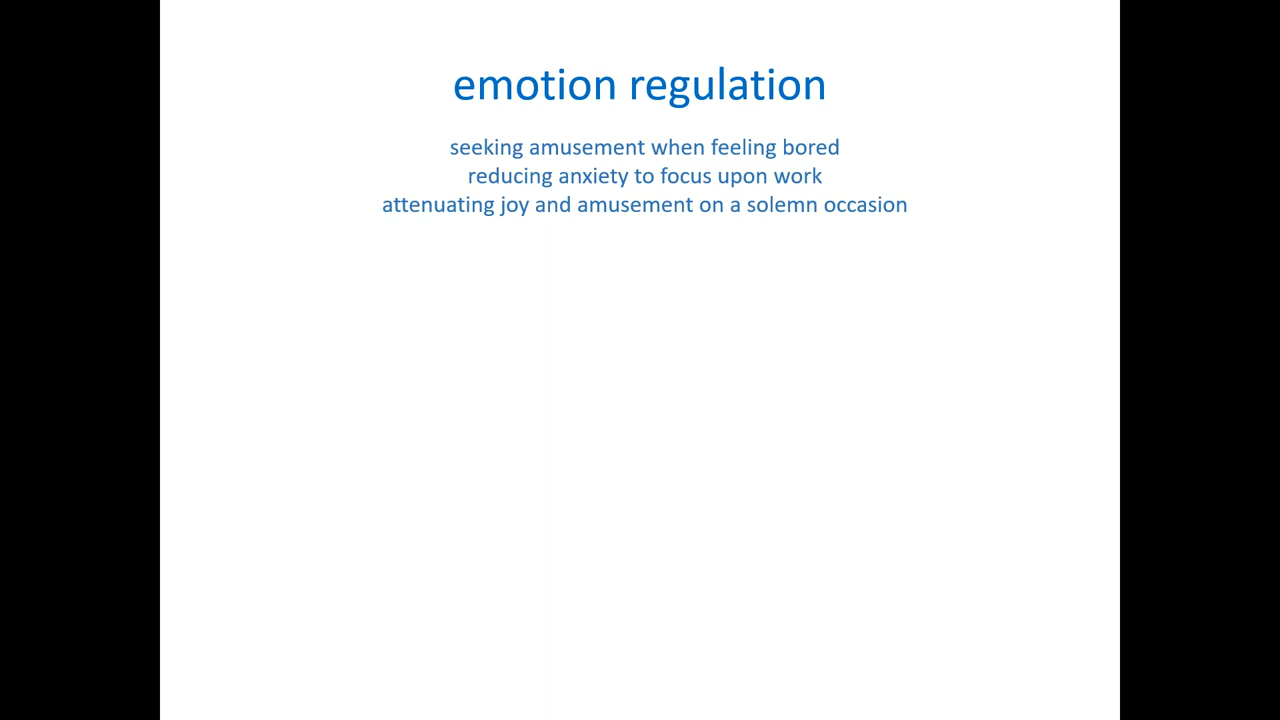 emotion regulation
seeking amusement when feeling bored
reducing anxiety to focus upon work
attenuating joy and amusement on a solemn occasion